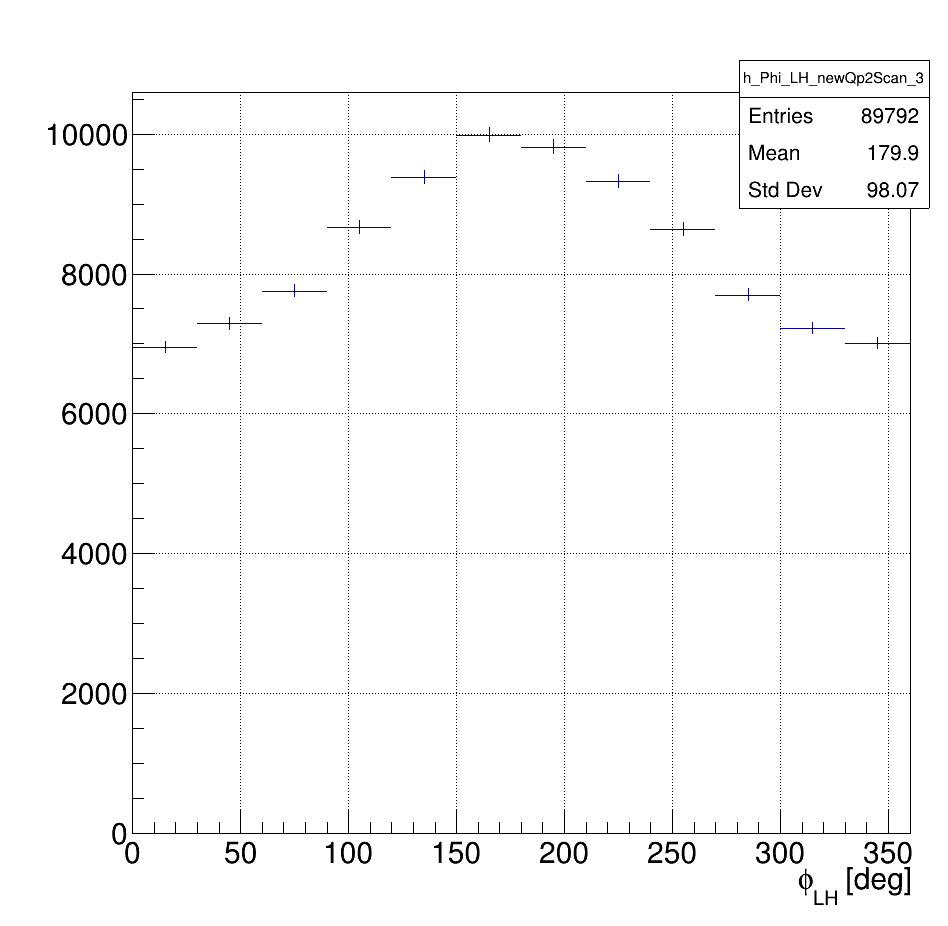 h_Phi_LH_newQp2Scan_3
Entries 89792
Mean 179.9
Std Dev 98.07
10000
8000
6000
4000
2000
0
0 50 100 150 200 250 300 350
ϕLH [deg]